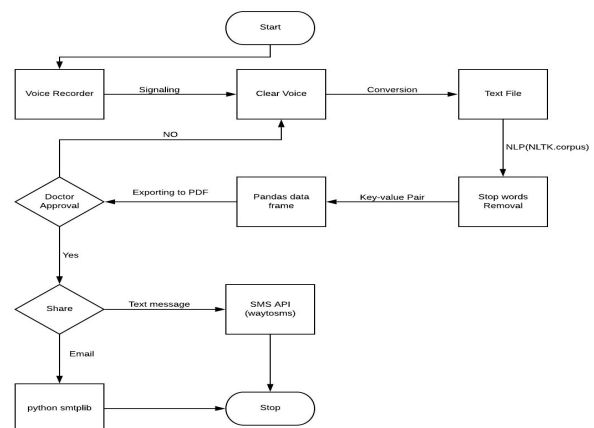 Start
Voice Recorder
Signaling
Clear Voice
Conversion
Text File
NO
NLP(NLTK.corpus)
Doctor
Approval
Exporting to PDF
Pandas data
frame
Key-value Pair
Stop words
Removal
Yes
Share
Text message
SMS API
(waytosms)
Email
python smtplib
Stop